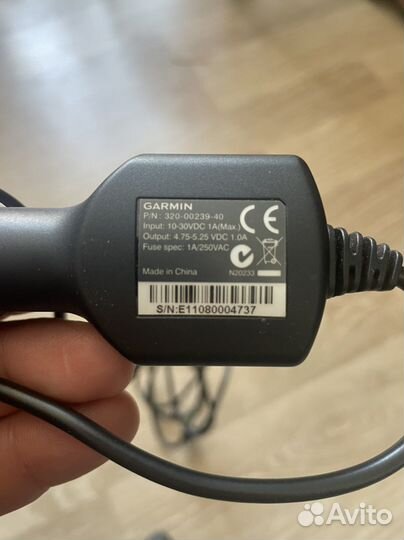 GARMIN
P/N: 320-00239-40
Input: 10-30VDC 1A(Max.)
Output: 4.75-5.25 VDC 1.0A
Fuse spec: 1A/250VAC
CE
Made in China
N20233
S/N:E11080004737
Avito